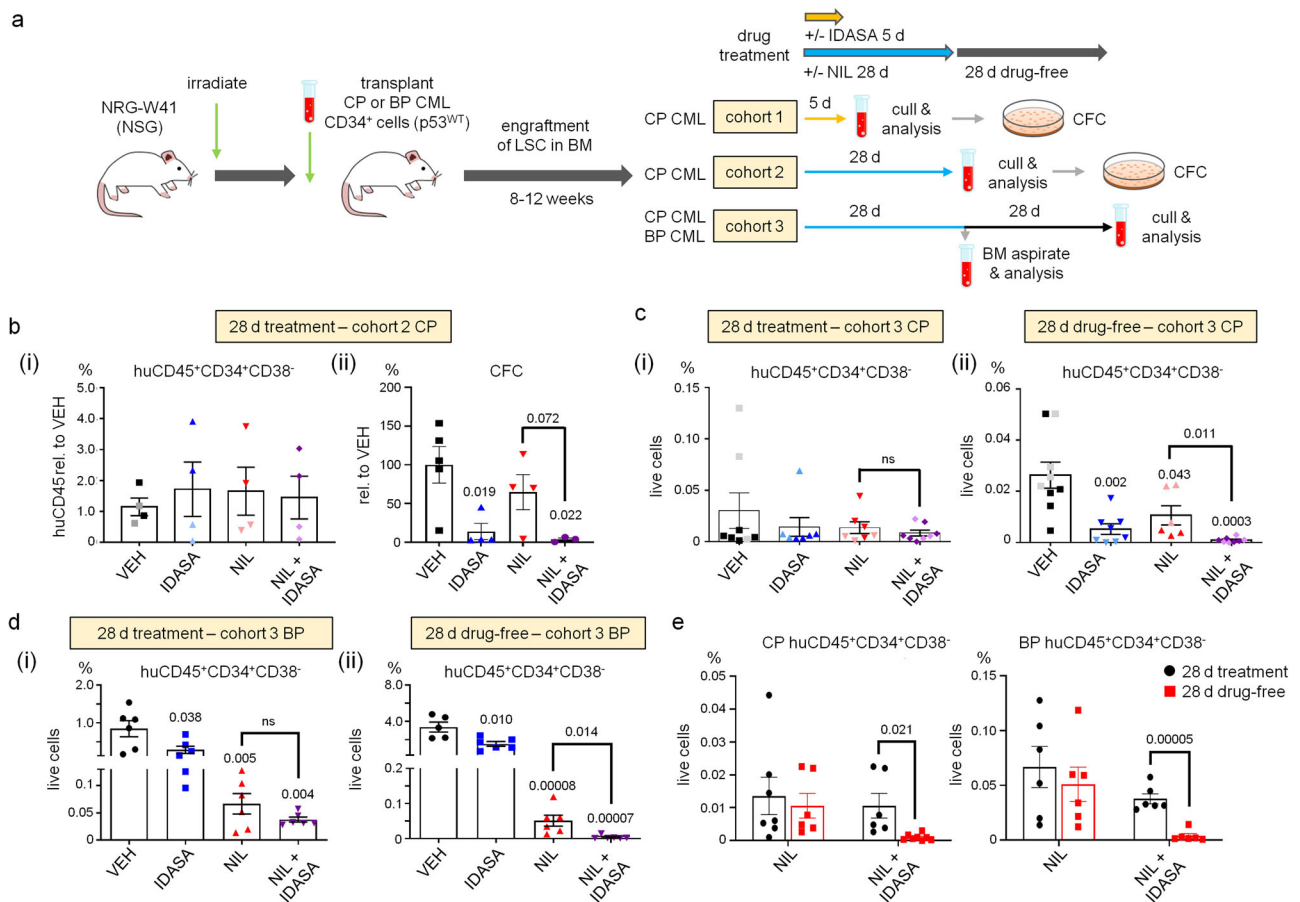 a
NRG-W41
(NSG)
irradiate
transplant
CP or BP CML
CD34+ cells (p53WT)
engraftment
of LSC in BM
8-12 weeks
drug
treatment
+/- IDASA 5 d
+/- NIL 28 d
28 d drug-free
CP CML
cohort 1
5 d
cull &
analysis
CFC
CP CML
cohort 2
28 d
cull &
analysis
CFC
CP CML
BP CML
cohort 3
28 d
28 d
cull &
analysis
BM aspirate
& analysis
b
28 d treatment – cohort 2 CP
(i)
%
huCD45+CD34+CD38-
huCD45 rel. to VEH
5.0
4.0
3.0
2.0
1.0
0
VEH
IDASA
NIL
NIL +
IDASA
(ii)
%
CFC
rel. to VEH
200
150
100
50
0
0.019
0.072
0.022
VEH
IDASA
NIL
NIL +
IDASA
c
28 d treatment – cohort 3 CP
(i)
%
huCD45+CD34+CD38-
live cells
0.15
0.10
0.05
0
ns
VEH
IDASA
NIL
NIL +
IDASA
28 d drug-free – cohort 3 CP
(ii)
%
huCD45+CD34+CD38-
live cells
0.06
0.04
0.02
0
0.002
0.043
0.011
0.0003
VEH
IDASA
NIL
NIL +
IDASA
d
28 d treatment – cohort 3 BP
(i)
%
huCD45+CD34+CD38-
live cells
2.0
1.0
0
0.1
0.05
0
0.038
0.005
ns
0.004
VEH
IDASA
NIL
NIL +
IDASA
28 d drug-free – cohort 3 BP
(ii)
%
huCD45+CD34+CD38-
live cells
8.0
4.0
0
0.15
0.10
0.05
0
0.010
0.00008
0.014
0.00007
VEH
IDASA
NIL
NIL +
IDASA
e
CP huCD45+CD34+CD38-
%
live cells
0.05
0.04
0.03
0.02
0.01
0
0.021
NIL
NIL +
IDASA
BP huCD45+CD34+CD38-
%
0.15
0.10
0.05
0
28 d treatment
28 d drug-free
0.00005
NIL
NIL +
IDASA